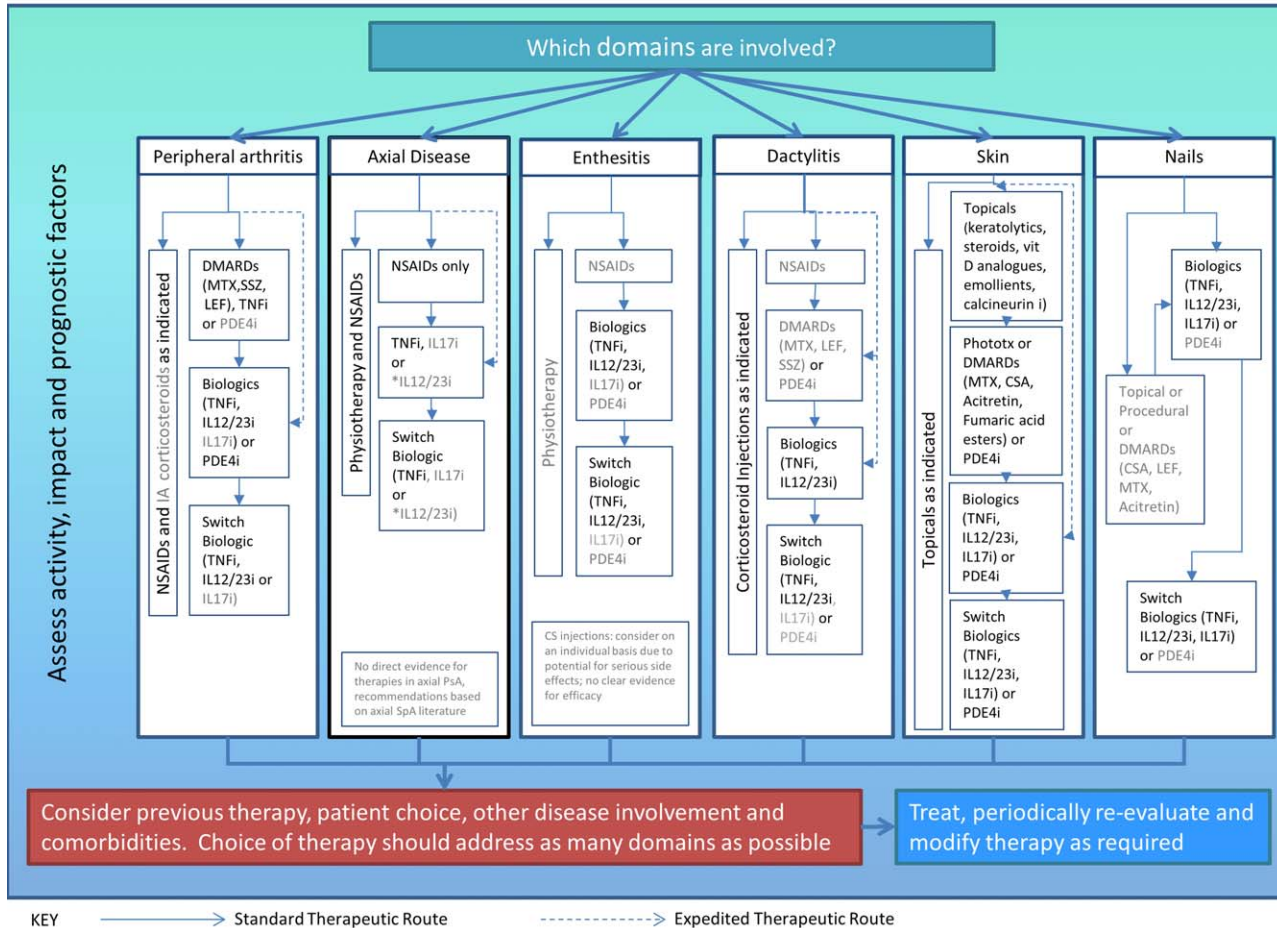 Which domains are involved?
Assess activity, impact and prognostic factors
Peripheral arthritis
NSAIDs and IA corticosteroids as indicated
DMARDs
(MTX,SSZ,
LEF), TNFi
or PDE4i
Biologics
(TNFi,
IL12/23i
IL17i) or
PDE4i
Switch
Biologic
(TNFi,
IL12/23i or
IL17i)
Axial Disease
Physiotherapy and NSAIDs
NSAIDs only
TNFi, IL17i
or
*IL12/23i
Switch
Biologic
(TNFi, IL17i
or
*IL12/23i)
No direct evidence for
therapies in axial PsA,
recommendations based
on axial SpA literature
Enthesitis
Physiotherapy
NSAIDs
Biologics
(TNFi,
IL12/23i,
IL17i) or
PDE4i
Switch
Biologic
(TNFi,
IL12/23i,
IL17i) or
PDE4i
CS injections: consider on
an individual basis due to
potential for serious side
effects; no clear evidence
for efficacy
Dactylitis
Corticosteroid Injections as indicated
NSAIDs
DMARDs
(MTX, LEF,
SSZ) or
PDE4i
Biologics
(TNFi,
IL12/23i)
Switch
Biologic
(TNFi,
IL12/23i,
IL17i) or
PDE4i
Skin
Topicals as indicated
Topicals
(keratolytics,
steroids, vit
D analogues,
emollients,
calcineurin i)
Phototx or
DMARDs
(MTX, CSA,
Acitretin,
Fumaric acid
esters) or
PDE4i
Biologics
(TNFi,
IL12/23i,
IL17i) or
PDE4i
Switch
Biologics
(TNFi,
IL12/23i,
IL17i) or
PDE4i
Nails
Biologics
(TNFi,
IL12/23i,
IL17i) or
PDE4i
Topical or
Procedural
or
DMARDs
(CSA, LEF,
MTX,
Acitretin)
Switch
Biologics (TNFi,
IL12/23i, IL17i)
or PDE4i
Consider previous therapy, patient choice, other disease involvement and
comorbidities. Choice of therapy should address as many domains as possible
Treat, periodically re-evaluate and
modify therapy as required
KEY
Standard Therapeutic Route
Expedited Therapeutic Route